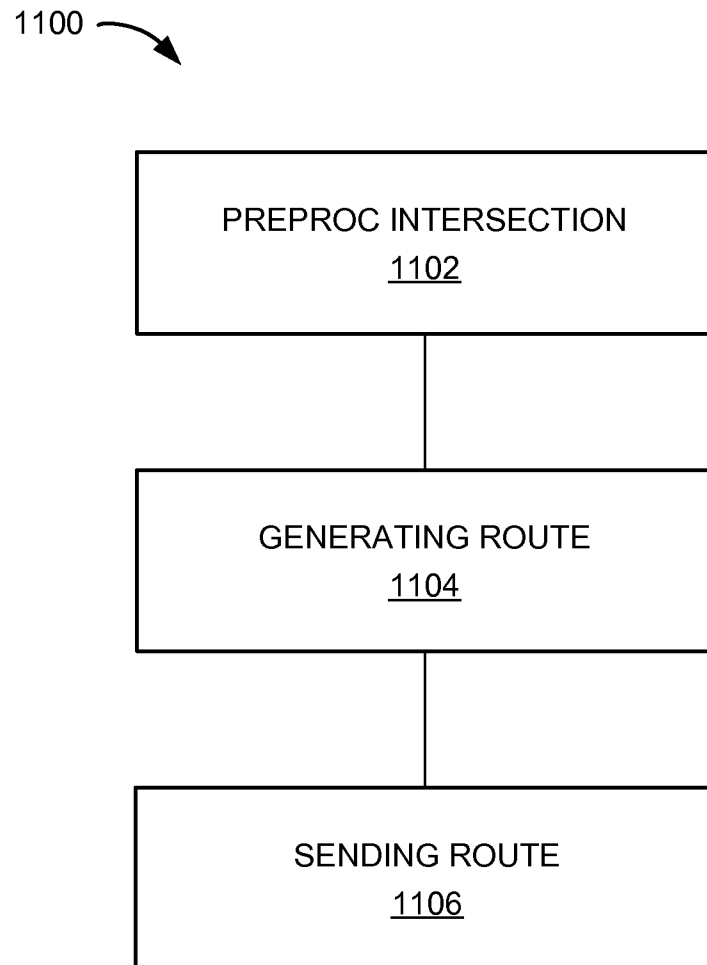 1100
PREPROC INTERSECTION
1102
GENERATING ROUTE
1104
SENDING ROUTE
1106